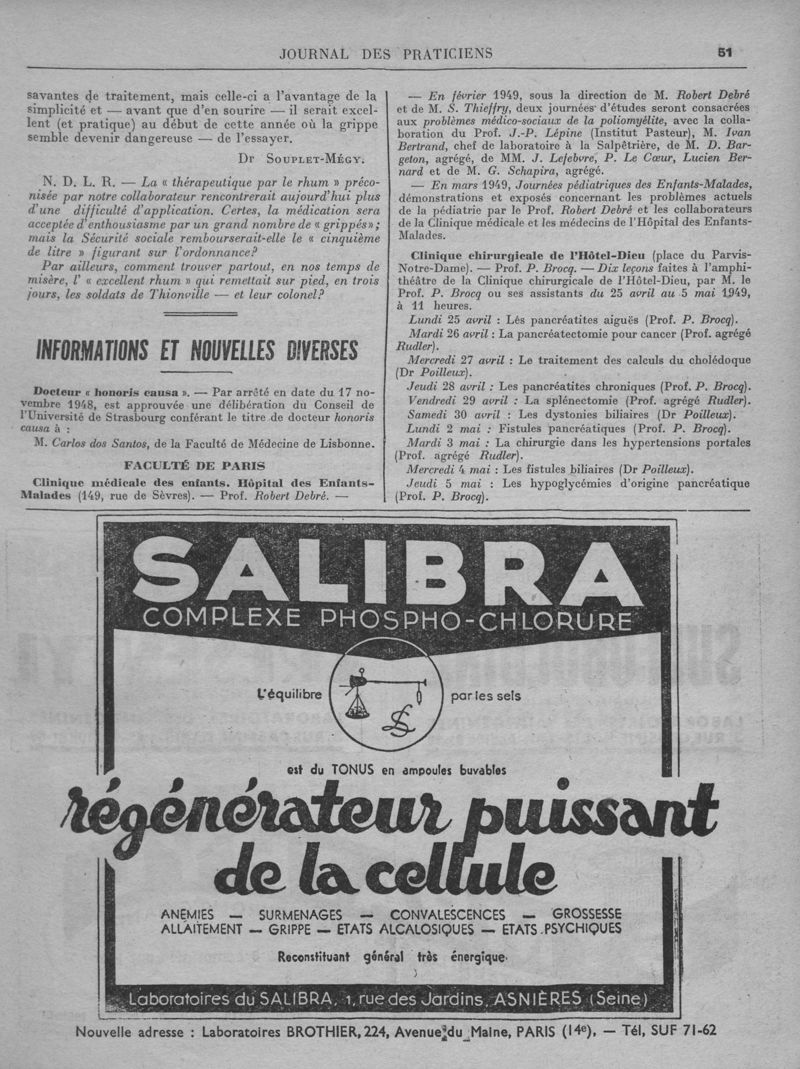 JOURNAL DES PRATICIENS 51
savantes de traitement, mais celle-ci a l'avantage de la
simplicité et — avant que d'en sourire — il serait excel-
lent (et pratique) au début de cette année où la grippe
semble devenir dangereuse — de l'essayer.
Dr SOUPLET-MÉGY.
N. D. L. R. — La « thérapeutique par le rhum » préco-
nisée par notre collaborateur rencontrerait aujourd'hui plus
d'une difficulté d'application. Certes, la médication sera
acceptée d'enthousiasme par un grand nombre de « grippés » ;
mais la Sécurité sociale rembourserait-elle le « cinquième
de litre » figurant sur l'ordonnance?
Par ailleurs, comment trouver partout, en nos temps de
misère, l' « excellent rhum » qui remettait sur pied, en trois
jours, les soldats de Thionville — et leur colonel?
INFORMATIONS ET NOUVELLES DIVERSES
Docteur « honoris causa ». — Par arrêté en date du 17 no-
vembre 1948, est approuvée une délibération du Conseil de
l'Université de Strasbourg conférant le titre de docteur honoris
causa à :
M. Carlos dos Santos, de la Faculté de Médecine de Lisbonne.
FACULTÉ DE PARIS
Clinique médicale des enfants. Hôpital des Enfants-
Malades (149, rue de Sèvres). — Prof. Robert Debré. —
— En février 1949, sous la direction de M. Robert Debré
et de M. S. Thieffry, deux journées d'études seront consacrées
aux problèmes médico-sociaux de la poliomyélite, avec la colla-
boration du Prof. J.-P. Lépine (Institut Pasteur), M. Ivan
Bertrand, chef de laboratoire à la Salpêtrière, de M. D. Bar-
geton, agrégé, de MM. J. Lefebvre, P. Le Cœur, Lucien Ber-
nard et de M. G. Schapira, agrégé.
— En mars 1949, Journées pédiatriques des Enfants-Malades,
démonstrations et exposés concernant les problèmes actuels
de la pédiatrie par le Prof. Robert Debré et les collaborateurs
de la Clinique médicale et les médecins de l'Hôpital des Enfants-
Malades.
Clinique chirurgicale de l'Hôtel-Dieu (place du Parvis-
Notre-Dame). — Prof. P. Brocq. — Dix leçons faites à l'amphi-
théâtre de la Clinique chirurgicale de l'Hôtel-Dieu, par M. le
Prof. P. Brocq ou ses assistants du 25 avril au 5 mai 1949,
à 11 heures.
Lundi 25 avril : Les pancréatites aiguës (Prof. P. Brocq).
Mardi 26 avril : La pancréatectomie pour cancer (Prof. agrégé
Rudler).
Mercredi 27 avril : Le traitement des calculs du cholédoque
(Dr Poilleux).
Jeudi 28 avril : Les pancréatites chroniques (Prof. P. Brocq).
Vendredi 29 avril : La splénectomie (Prof. agrégé Rudler).
Samedi 30 avril : Les dystonies biliaires (Dr Poilleux).
Lundi 2 mai : Fistules pancréatiques (Prof. P. Brocq).
Mardi 3 mai : La chirurgie dans les hypertensions portales
(Prof. agrégé Rudler).
Mercredi 4 mai : Les fistules biliaires (Dr Poilleux).
Jeudi 5 mai : Les hypoglycémies d'origine pancréatique
(Prof. P. Brocq).
SALIBRA
COMPLEXE PHOSPHO-CHLORURE
L'équilibre par les sels
est du TONUS en ampoules buvables
régénérateur puissant
de la cellule
ANEMIES — SURMENAGES — CONVALESCENCES — GROSSESSE
ALLAITEMENT — GRIPPE — ETATS ALCALOSIQUES — ETATS PSYCHIQUES
Reconstituant général très énergique.
Laboratoires du SALIBRA, 1, rue des Jardins, ASNIÈRES (Seine)
Nouvelle adresse : Laboratoires BROTHIER, 224, Avenue du Maine, PARIS (14e). — Tél, SUF 71-62